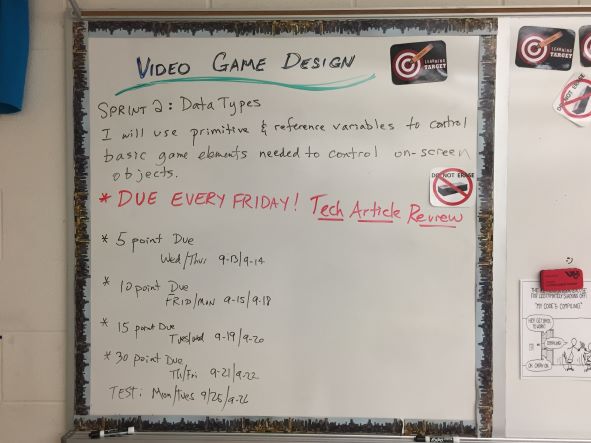 VIDEO GAME DESIGN
LEARNING TARGET
SPRINT 2: Data Types
I will use primitive & reference variables to control
basic game elements needed to control on-screen
objects.
DO NOT ERASE
* DUE EVERY FRIDAY! Tech Article Review
* 5 point Due
Wed/Thur 9-13/9-14
* 10 point Due
FRID/MON 9-15/9-18
* 15 point Due
Tues/Wed 9-19/9-20
* 30 point Due
Th/Fri 9-21/9-22
TEST: Mon/Tues 9/25/9-26
LEARNING TARGET
DO NOT ERASE
"MY CODE'S COMPILING"
COMPILING!